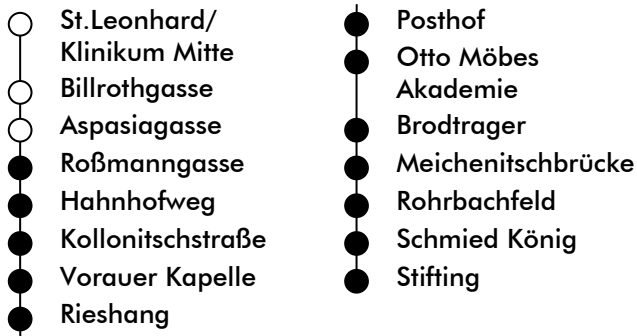 St.Leonhard/
Klinikum Mitte
Billrothgasse
Aspasiagasse
Roßmanngasse
Hahnhofweg
Kollonitschstraße
Vorauer Kapelle
Rieshang
Posthof
Otto Möbes
Akademie
Brodtrager
Meichenitschbrücke
Rohrbachfeld
Schmied König
Stifting